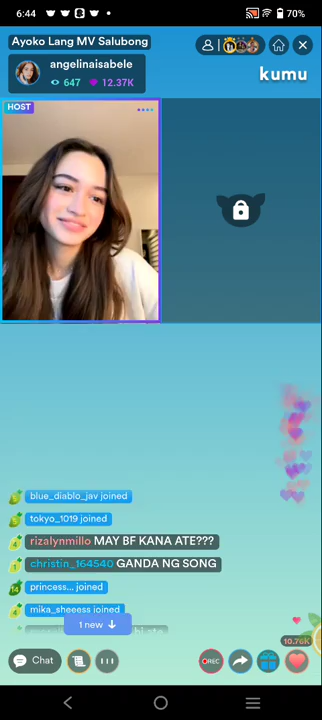 6:44
70%
Ayoko Lang MV Salubong
angelinaisabele
647 12.37K
kumu
HOST
blue_diablo_jav joined
tokyo_1019 joined
rizalynmillo MAY BF KANA ATE???
christin_164540 GANDA NG SONG
princess... joined
mika_sheeess joined
1 new ↓
10.76K
Chat
REC